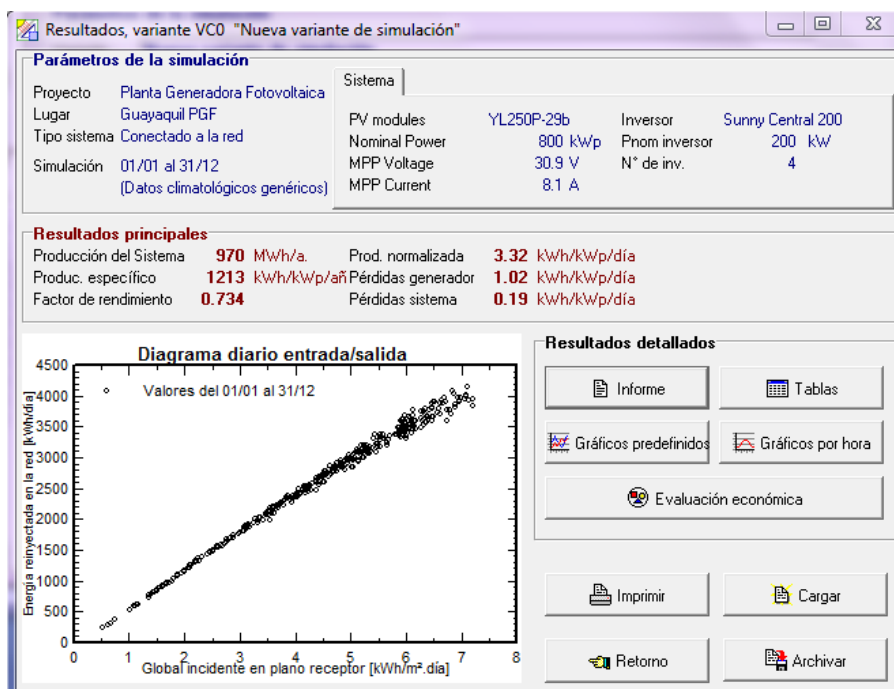 Resultados, variante VC0 "Nueva variante de simulación"
Parámetros de la simulación
Proyecto Planta Generadora Fotovoltaica
Lugar Guayaquil PGF
Tipo sistema Conectado a la red
Simulación 01/01 al 31/12
(Datos climatológicos genéricos)
Sistema
PV modules YL250P-29b Inversor Sunny Central 200
Nominal Power 800 kWp Pnom inversor 200 kW
MPP Voltage 30.9 V N° de inv. 4
MPP Current 8.1 A
Resultados principales
Producción del Sistema 970 MWh/a. Prod. normalizada 3.32 kWh/kWp/día
Produc. específico 1213 kWh/kWp/añ Pérdidas generador 1.02 kWh/kWp/día
Factor de rendimiento 0.734 Pérdidas sistema 0.19 kWh/kWp/día
Diagrama diario entrada/salida
Valores del 01/01 al 31/12
Energía reinyectada en la red [kWh/día]
4500
4000
3500
3000
2500
2000
1500
1000
500
0
0 1 2 3 4 5 6 7 8
Global incidente en plano receptor [kWh/m².día]
Resultados detallados
Informe Tablas
Gráficos predefinidos Gráficos por hora
Evaluación económica
Imprimir Cargar
Retorno Archivar